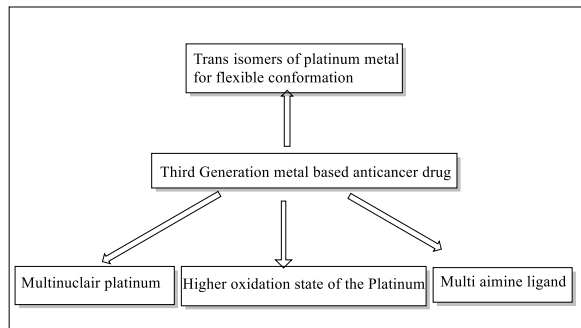 Trans isomers of platinum metal
for flexible conformation
Third Generation metal based anticancer drug
Multinuclair platinum
Higher oxidation state of the Platinum
Multi aimine ligand